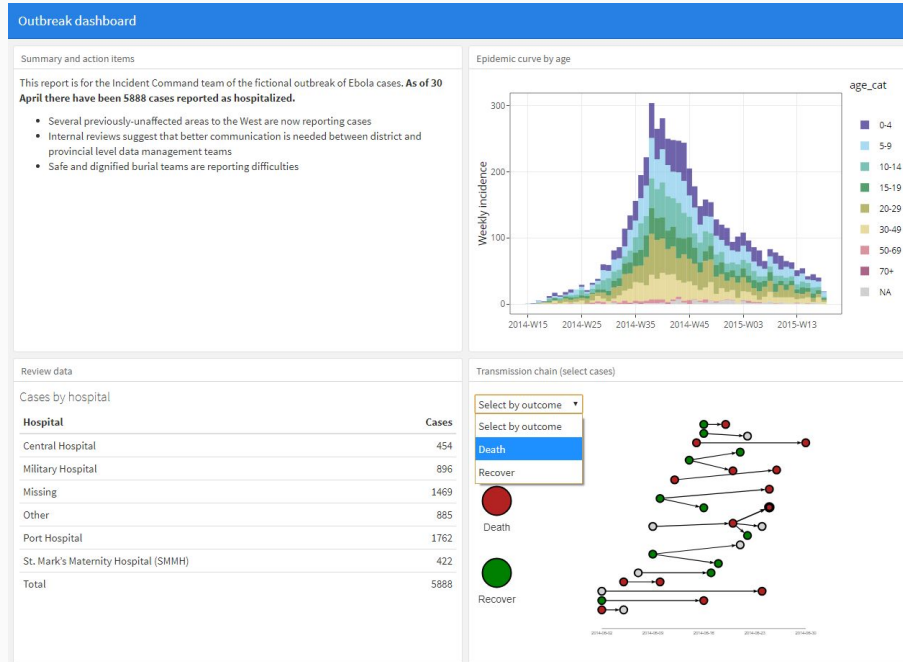 Outbreak dashboard
Summary and action items
This report is for the Incident Command team of the fictional outbreak of Ebola cases. As of 30
April there have been 5888 cases reported as hospitalized.
• Several previously-unaffected areas to the West are now reporting cases
• Internal reviews suggest that better communication is needed between district and
provincial level data management teams
• Safe and dignified burial teams are reporting difficulties
Epidemic curve by age
age_cat
0-4
5-9
10-14
15-19
20-29
30-49
50-69
70+
NA
Weekly incidence
300
200
100
0
2014-W15 2014-W25 2014-W35 2014-W45 2015-W03 2015-W13
Review data
Cases by hospital
Hospital Cases
Central Hospital 454
Military Hospital 896
Missing 1469
Other 885
Port Hospital 1762
St. Mark's Maternity Hospital (SMMH) 422
Total 5888
Transmission chain (select cases)
Select by outcome
Select by outcome
Death
Recover
Death
Recover